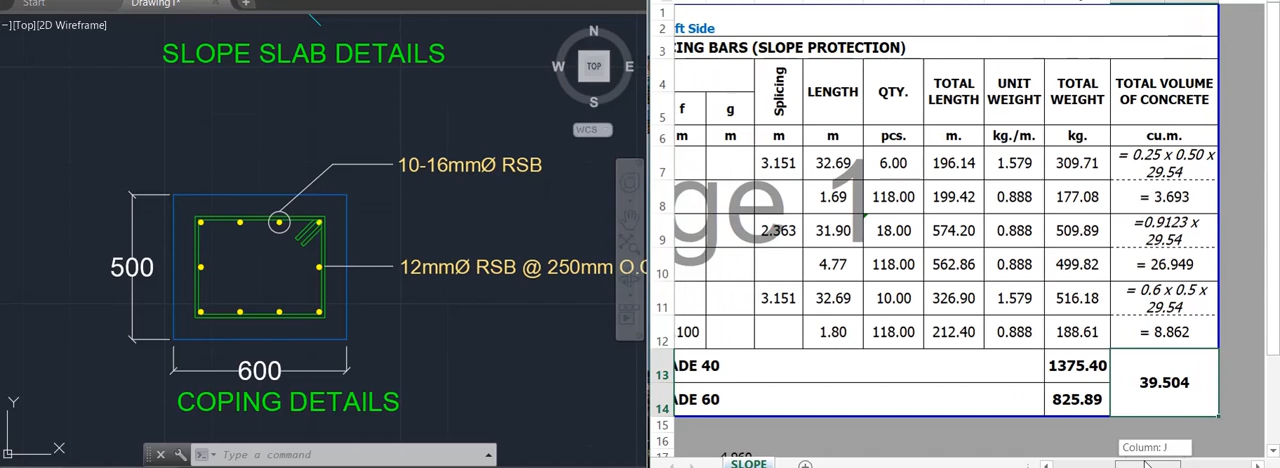 Start
Drawing1*
−][Top][2D Wireframe]
SLOPE SLAB DETAILS
N
W TOP E
S
WCS
10-16mmØ RSB
500
12mmØ RSB @ 250mm O.C
600
COPING DETAILS
Y
X
Type a command
1
2 ft Side
3 CING BARS (SLOPE PROTECTION)
4 Splicing LENGTH QTY. TOTAL LENGTH UNIT WEIGHT TOTAL WEIGHT TOTAL VOLUME OF CONCRETE
5 f g
6 m m m m pcs. m. kg./m. kg. cu.m.
7 3.151 32.69 6.00 196.14 1.579 309.71 = 0.25 x 0.50 x 29.54
8 1.69 118.00 199.42 0.888 177.08 = 3.693
9 2.363 31.90 18.00 574.20 0.888 509.89 =0.9123 x 29.54
10 4.77 118.00 562.86 0.888 499.82 = 26.949
11 3.151 32.69 10.00 326.90 1.579 516.18 = 0.6 x 0.5 x 29.54
12 100 1.80 118.00 212.40 0.888 188.61 = 8.862
13 ADE 40 1375.40 39.504
14 ADE 60 825.89
15
16
17
ge 1
Column: J
SLOPE